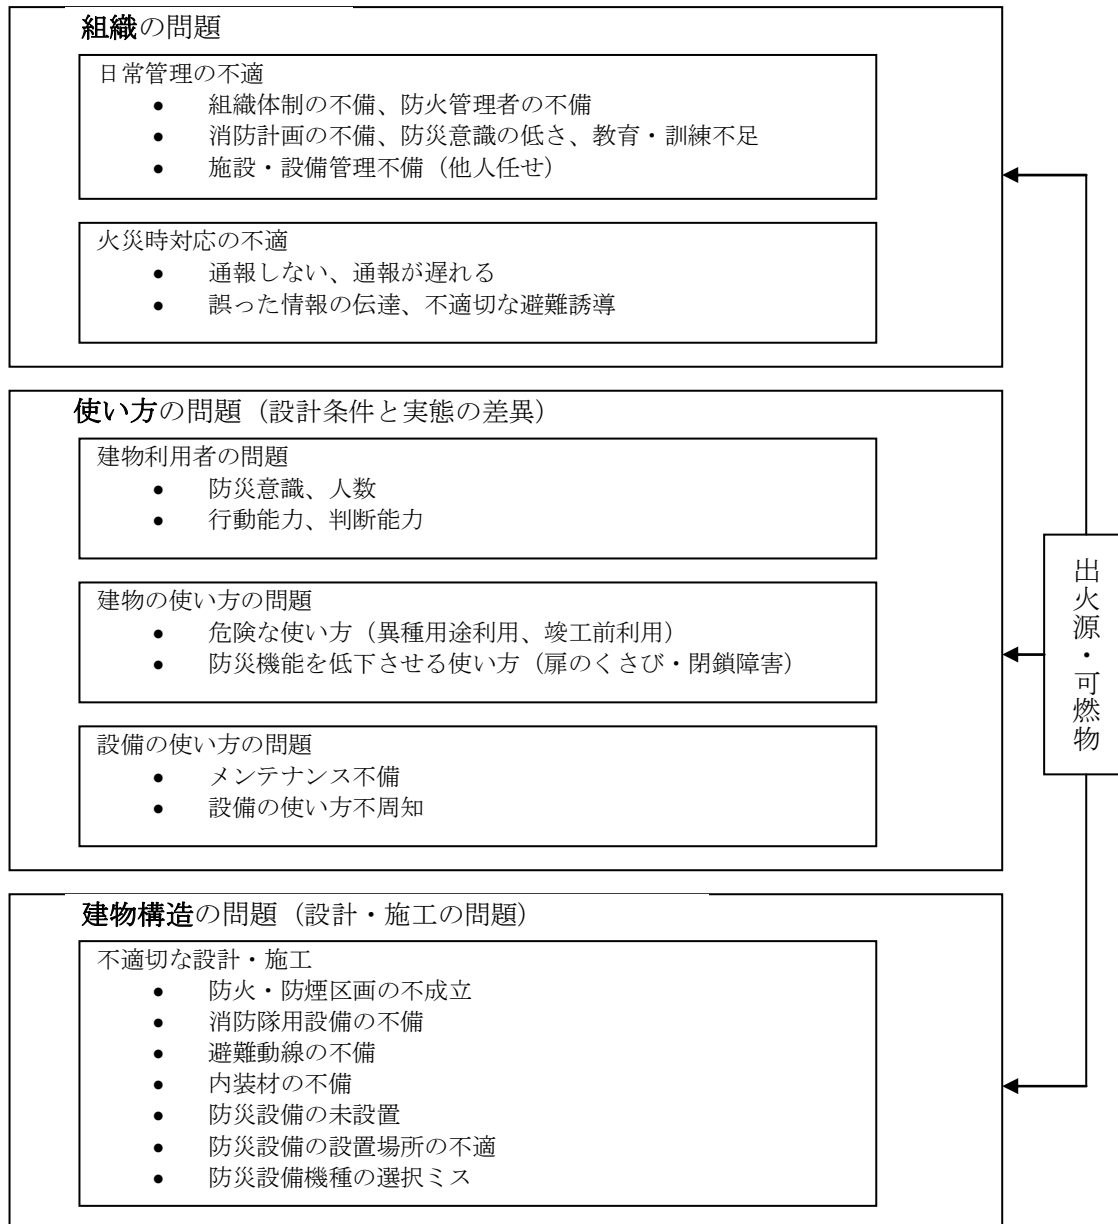 組織の問題
日常管理の不適
• 組織体制の不備、防火管理者の不備
• 消防計画の不備、防災意識の低さ、教育・訓練不足
• 施設・設備管理不備（他人任せ）
火災時対応の不適
• 通報しない、通報が遅れる
• 誤った情報の伝達、不適切な避難誘導
使い方の問題（設計条件と実態の差異）
建物利用者の問題
• 防災意識、人数
• 行動能力、判断能力
建物の使い方の問題
• 危険な使い方（異種用途利用、竣工前利用）
• 防災機能を低下させる使い方（扉のくさび・閉鎖障害）
設備の使い方の問題
• メンテナンス不備
• 設備の使い方不周知
建物構造の問題（設計・施工の問題）
不適切な設計・施工
• 防火・防煙区画の不成立
• 消防隊用設備の不備
• 避難動線の不備
• 内装材の不備
• 防災設備の未設置
• 防災設備の設置場所の不適
• 防災設備機種の選択ミス
出火源・可燃物